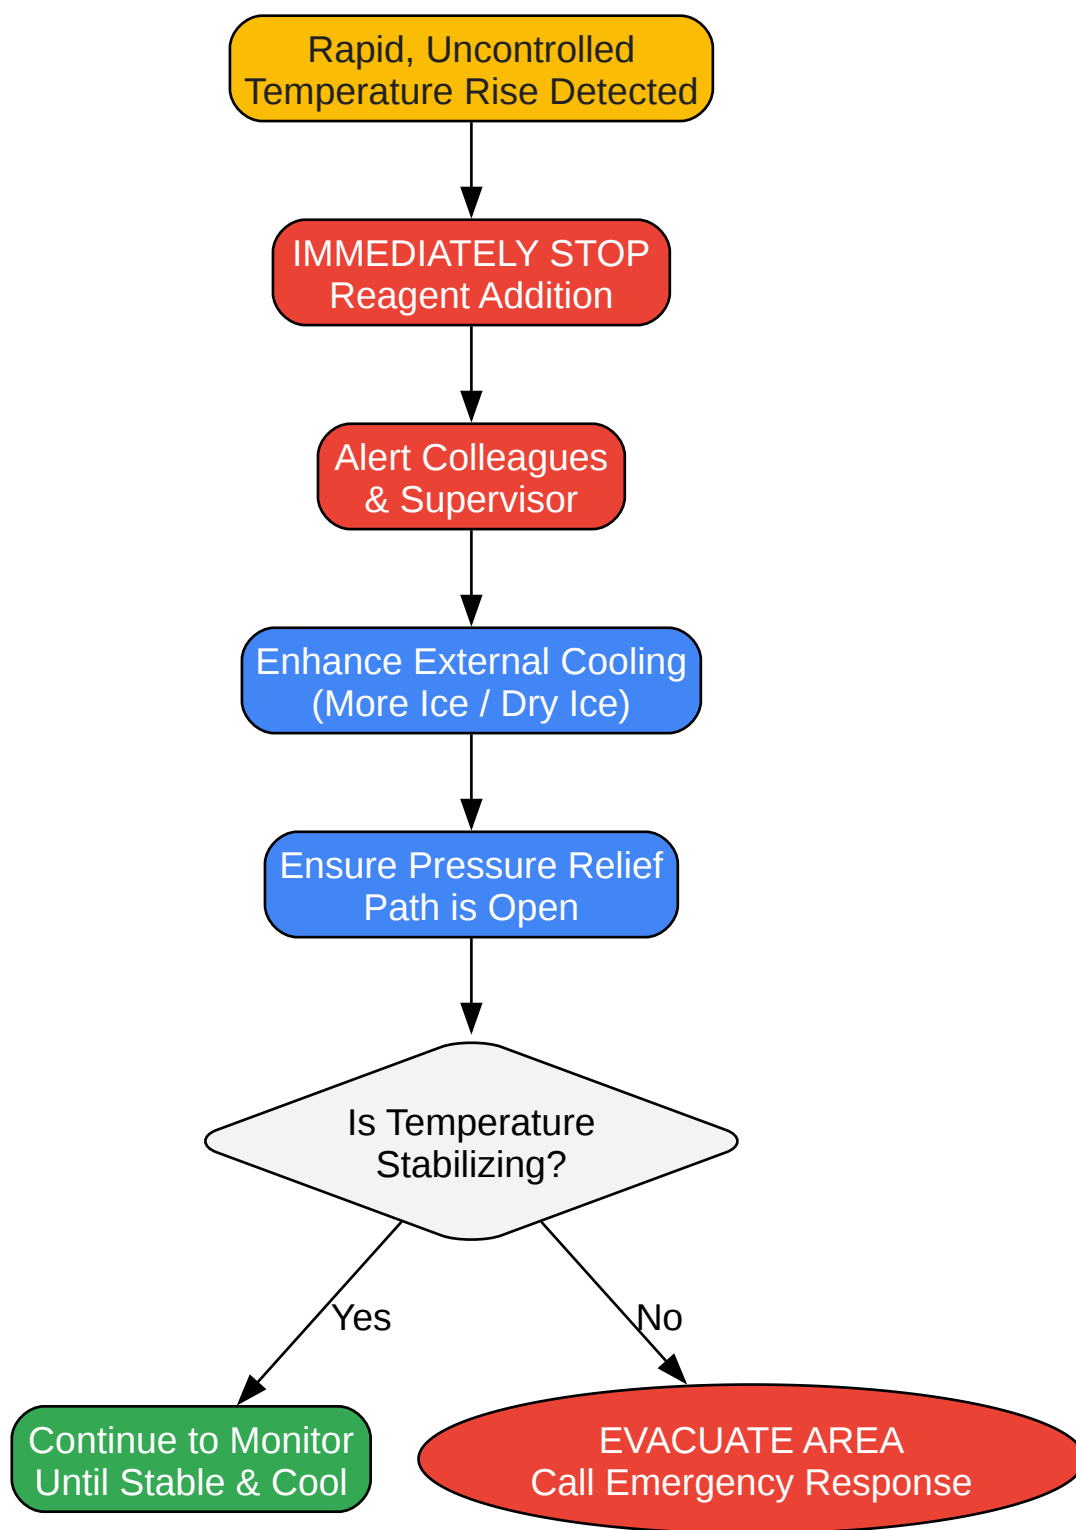 Rapid, Uncontrolled
Temperature Rise Detected
IMMEDIATELY STOP
Reagent Addition
Alert Colleagues
& Supervisor
Enhance External Cooling
(More Ice / Dry Ice)
Ensure Pressure Relief
Path is Open
Is Temperature
Stabilizing?
Yes
No
Continue to Monitor
Until Stable & Cool
EVACUATE AREA
Call Emergency Response